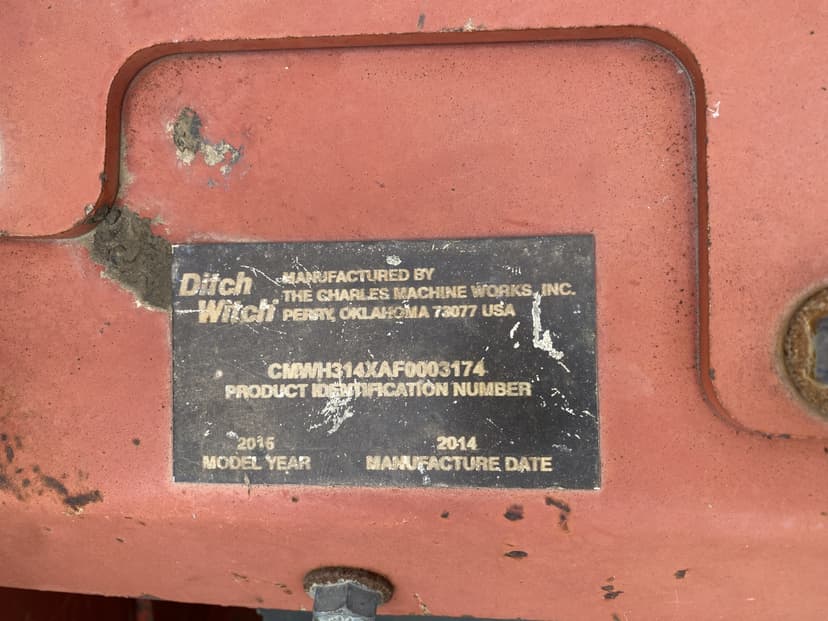 Ditch
Witch®
MANUFACTURED BY
THE CHARLES MACHINE WORKS, INC.
PERRY, OKLAHOMA 73077 USA
CMWH314XAF0003174
PRODUCT IDENTIFICATION NUMBER
2015
MODEL YEAR
2014
MANUFACTURE DATE